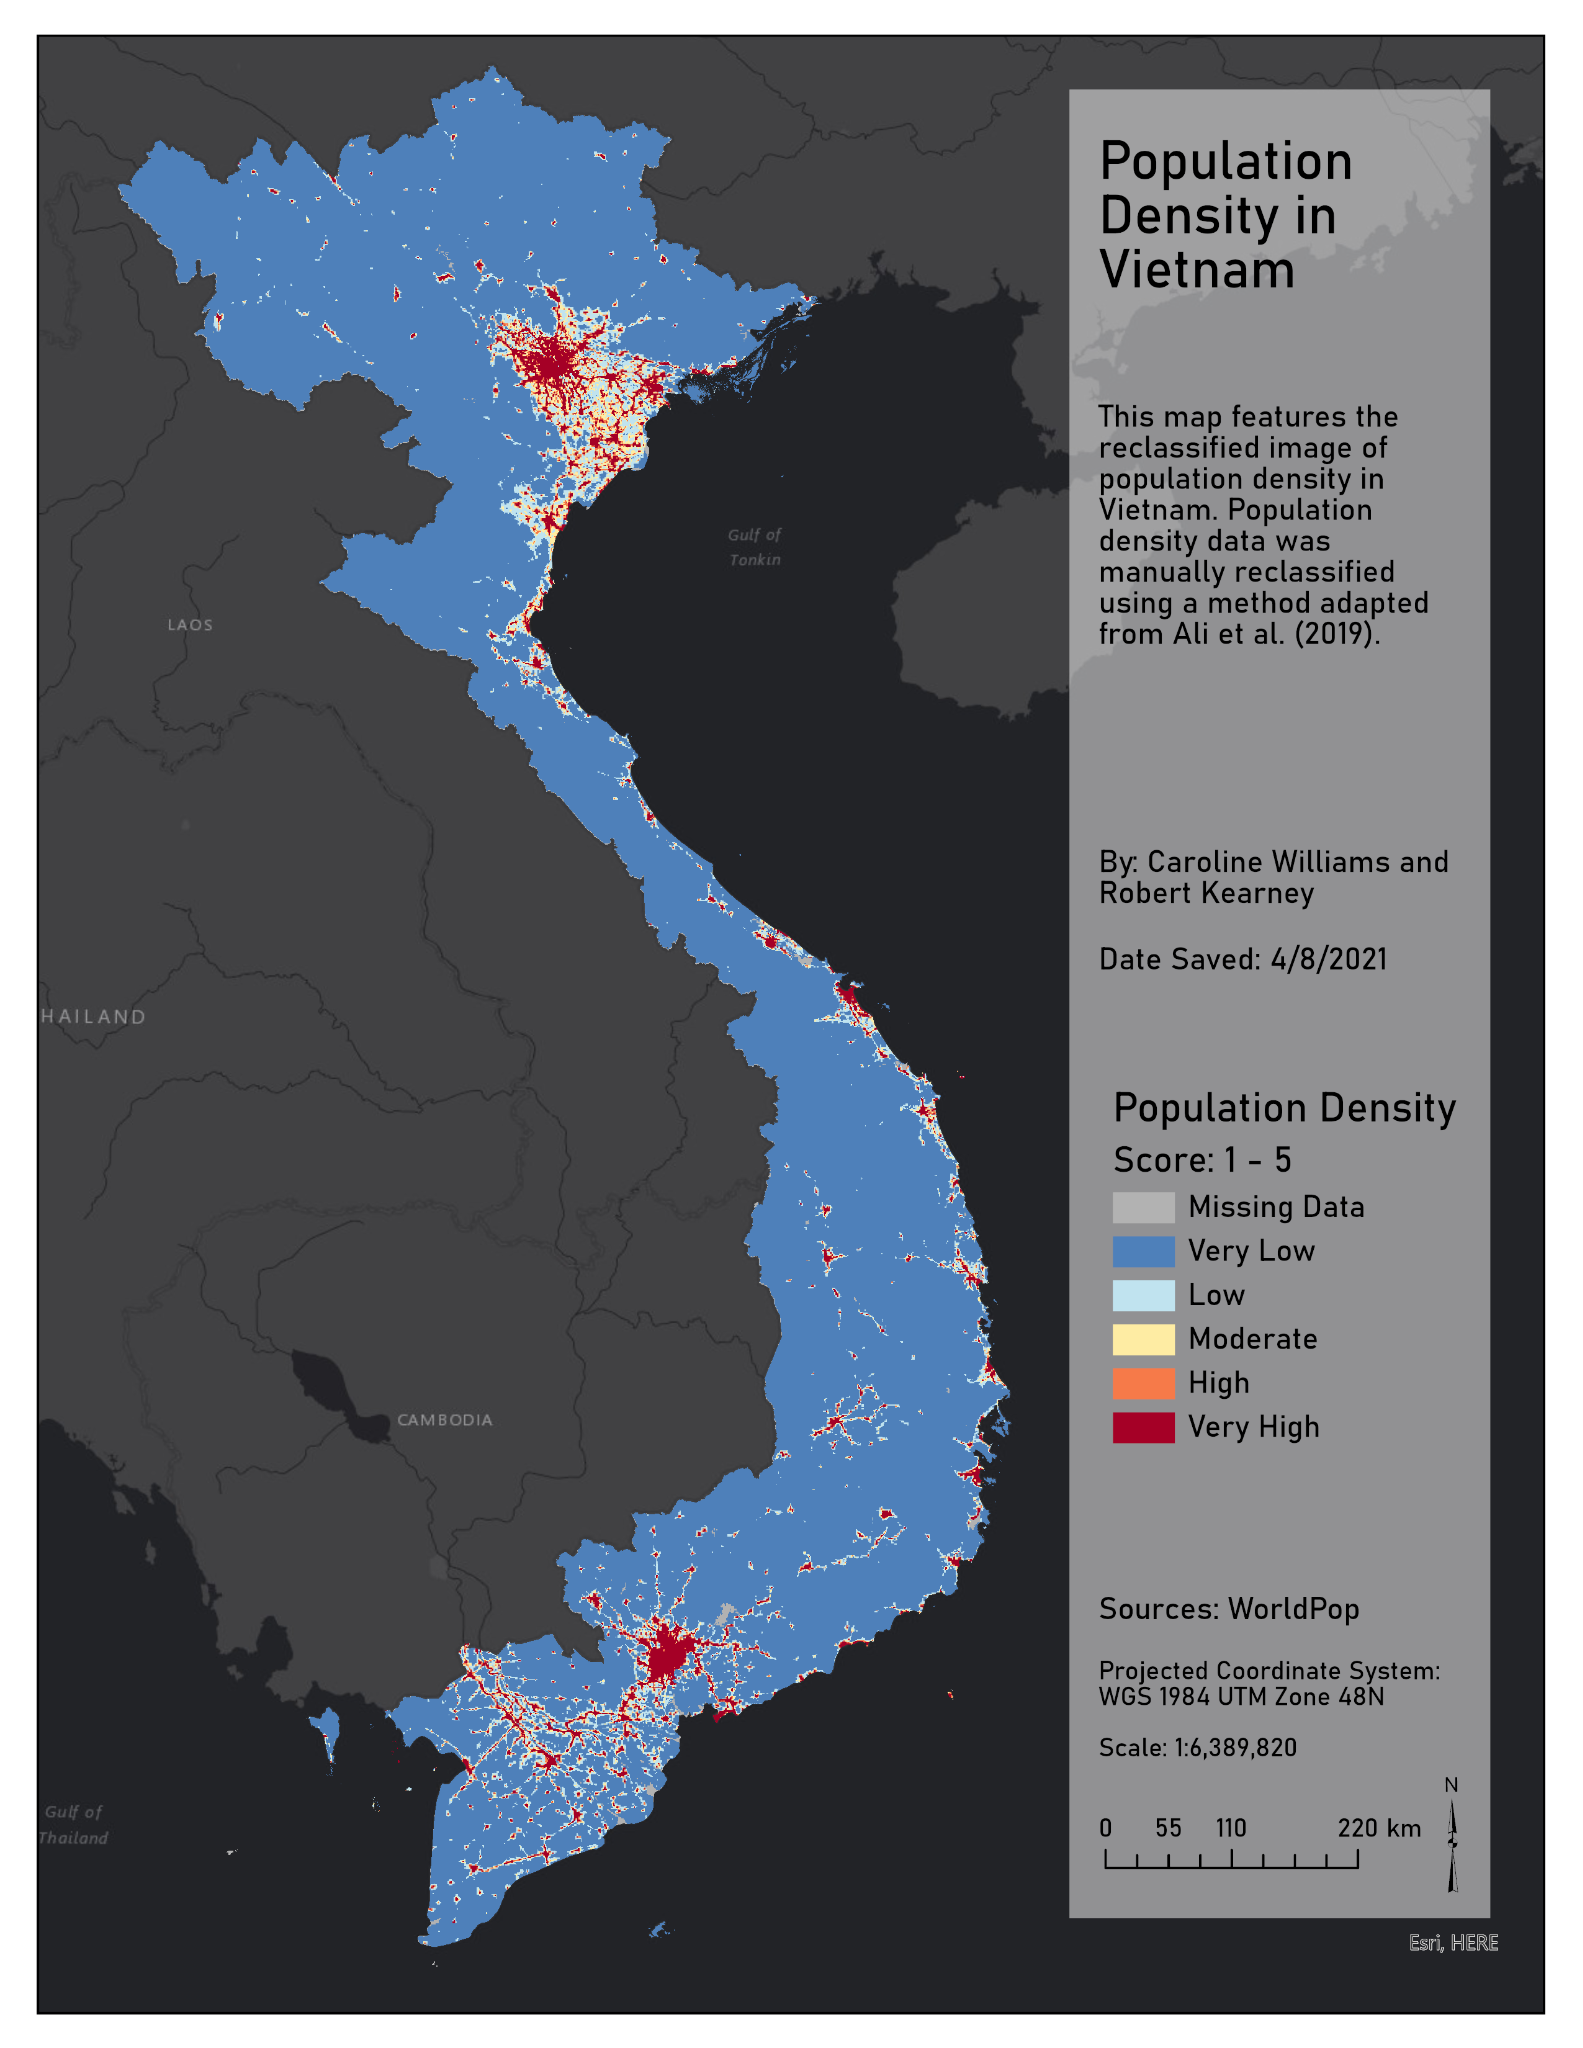 Population
Density in
Vietnam
This map features the
reclassified image of
population density in
Vietnam. Population
density data was
manually reclassified
using a method adapted
from Ali et al. (2019).
By: Caroline Williams and
Robert Kearney
Date Saved: 4/8/2021
Population Density
Score: 1 - 5
Missing Data
Very Low
Low
Moderate
High
Very High
Sources: WorldPop
Projected Coordinate System:
WGS 1984 UTM Zone 48N
Scale: 1:6,389,820
N
0 55 110 220 km
Esri, HERE
Gulf of
Tonkin
LAOS
HAILAND
CAMBODIA
Gulf of
Thailand